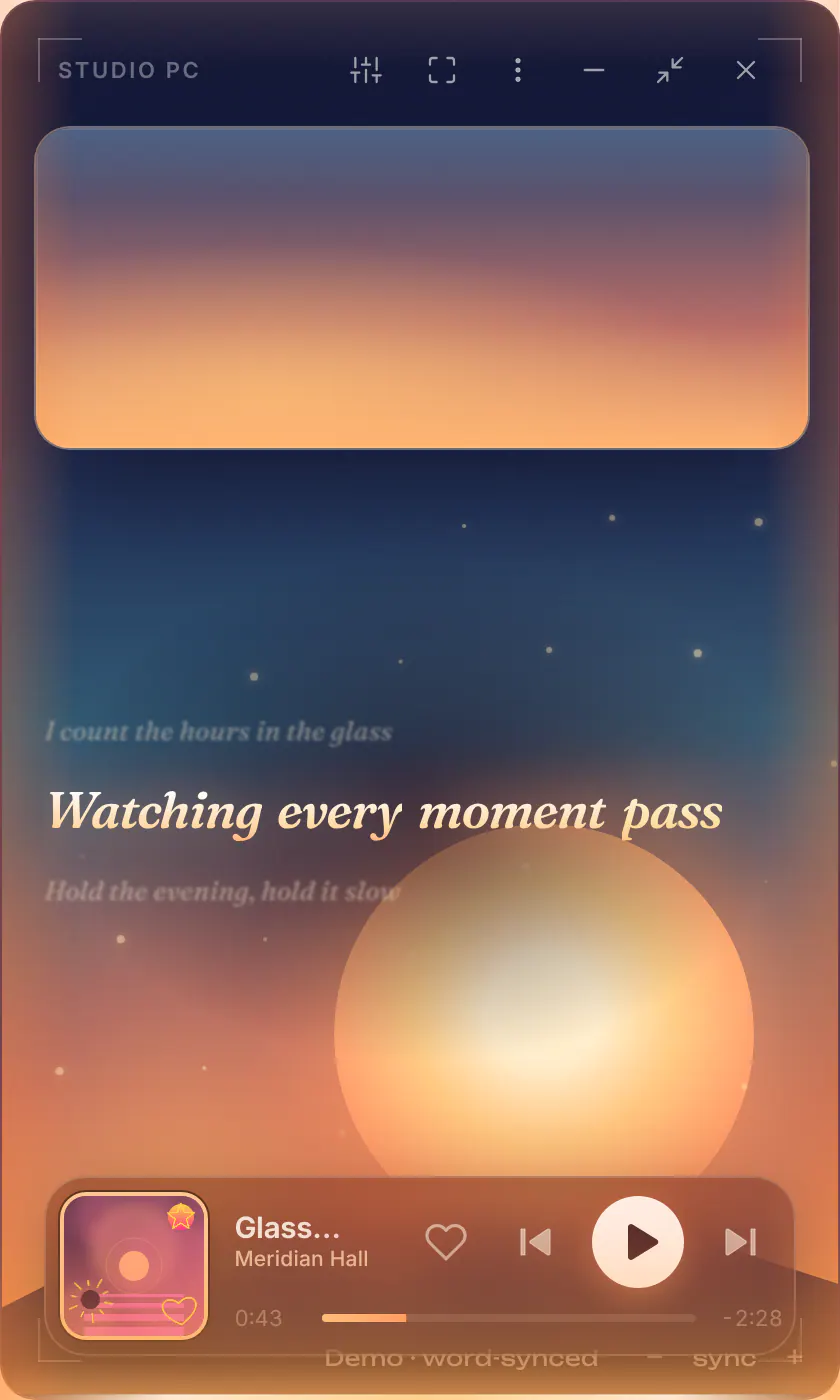 STUDIO PC
I count the hours in the glass
Watching every moment pass
Hold the evening, hold it slow
Glass...
Meridian Hall
0:43 -2:28
Demo · word-synced – sync +